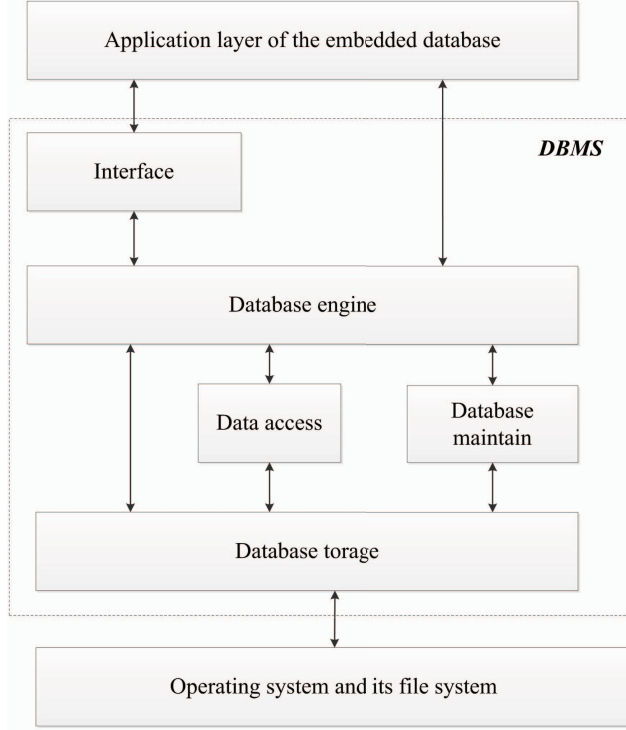 Application layer of the embedded database
DBMS
Interface
Database engine
Data access
Database
maintain
Database torage
Operating system and its file system